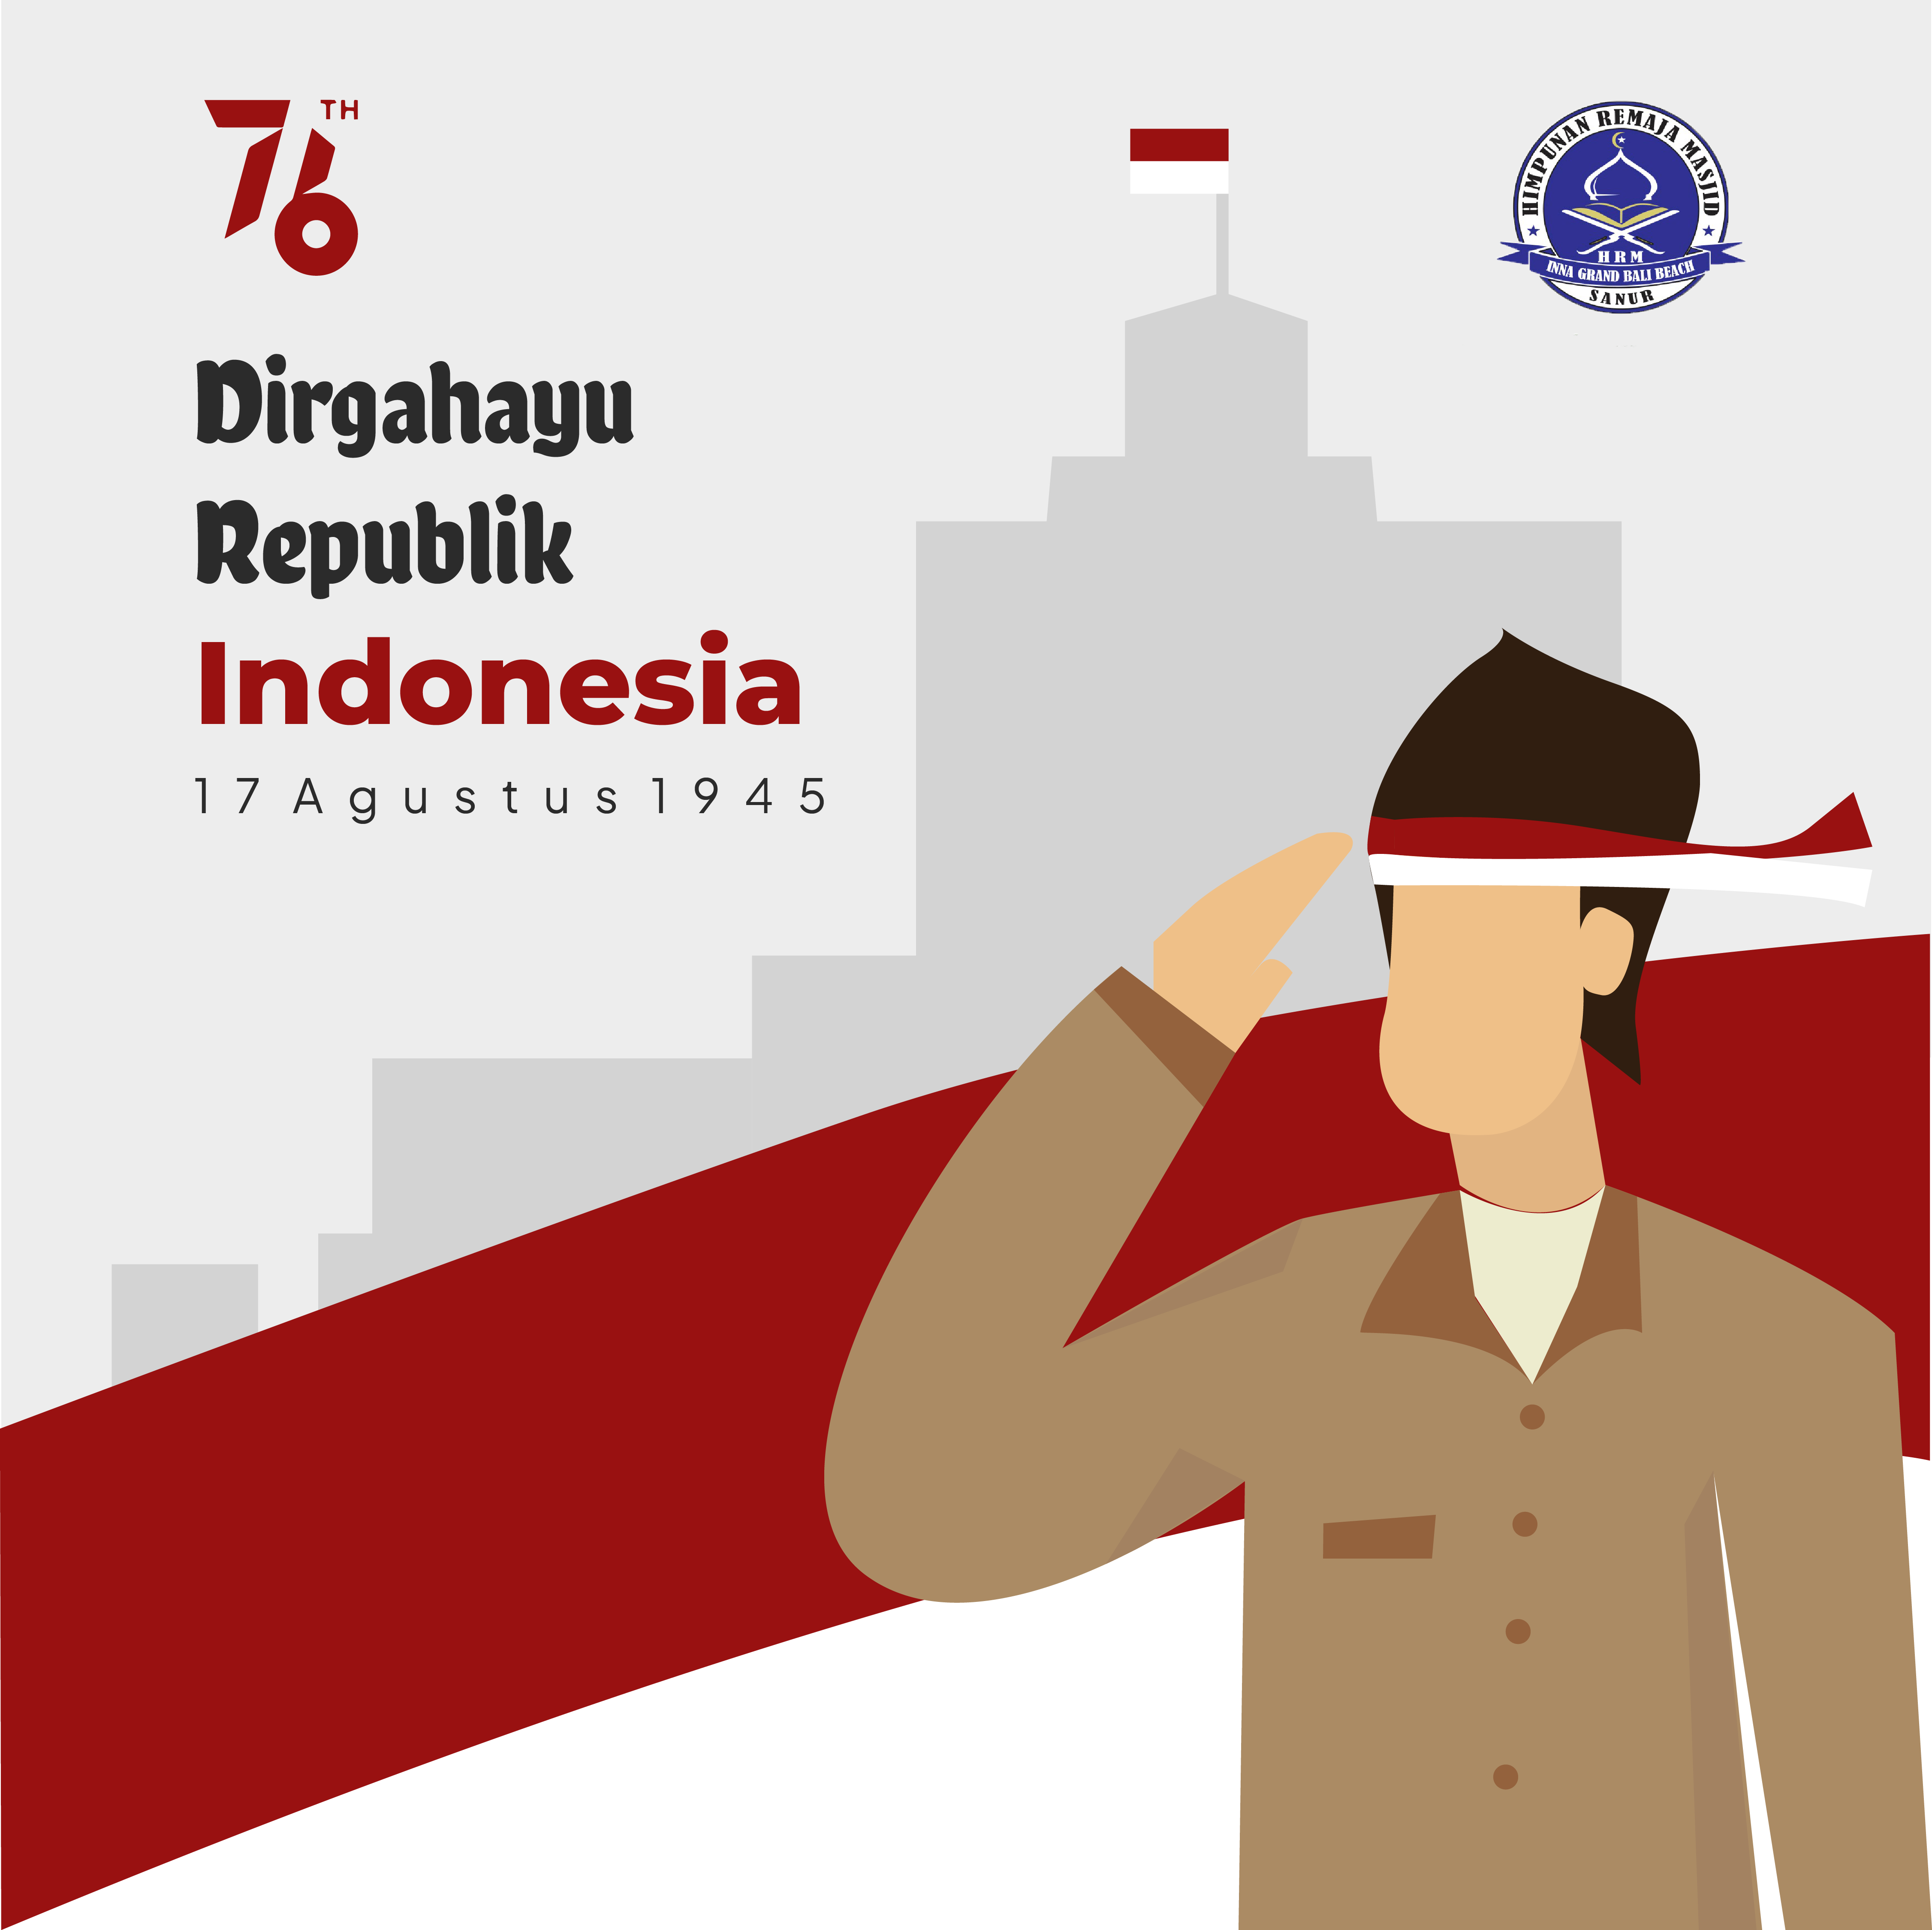 76TH
HIMPUNAN REMAJA MASJID
HRM
INNA GRAND BALI BEACH
SANUR
Dirgahayu
Republik
Indonesia
17 Agustus 1945